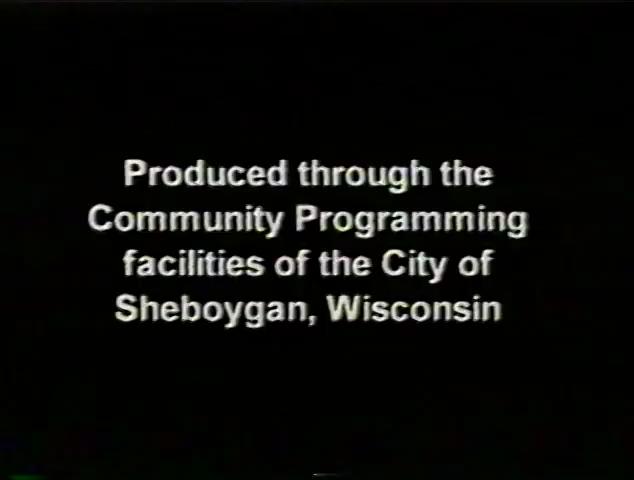 Produced through the
Community Programming
facilities of the City of
Sheboygan, Wisconsin